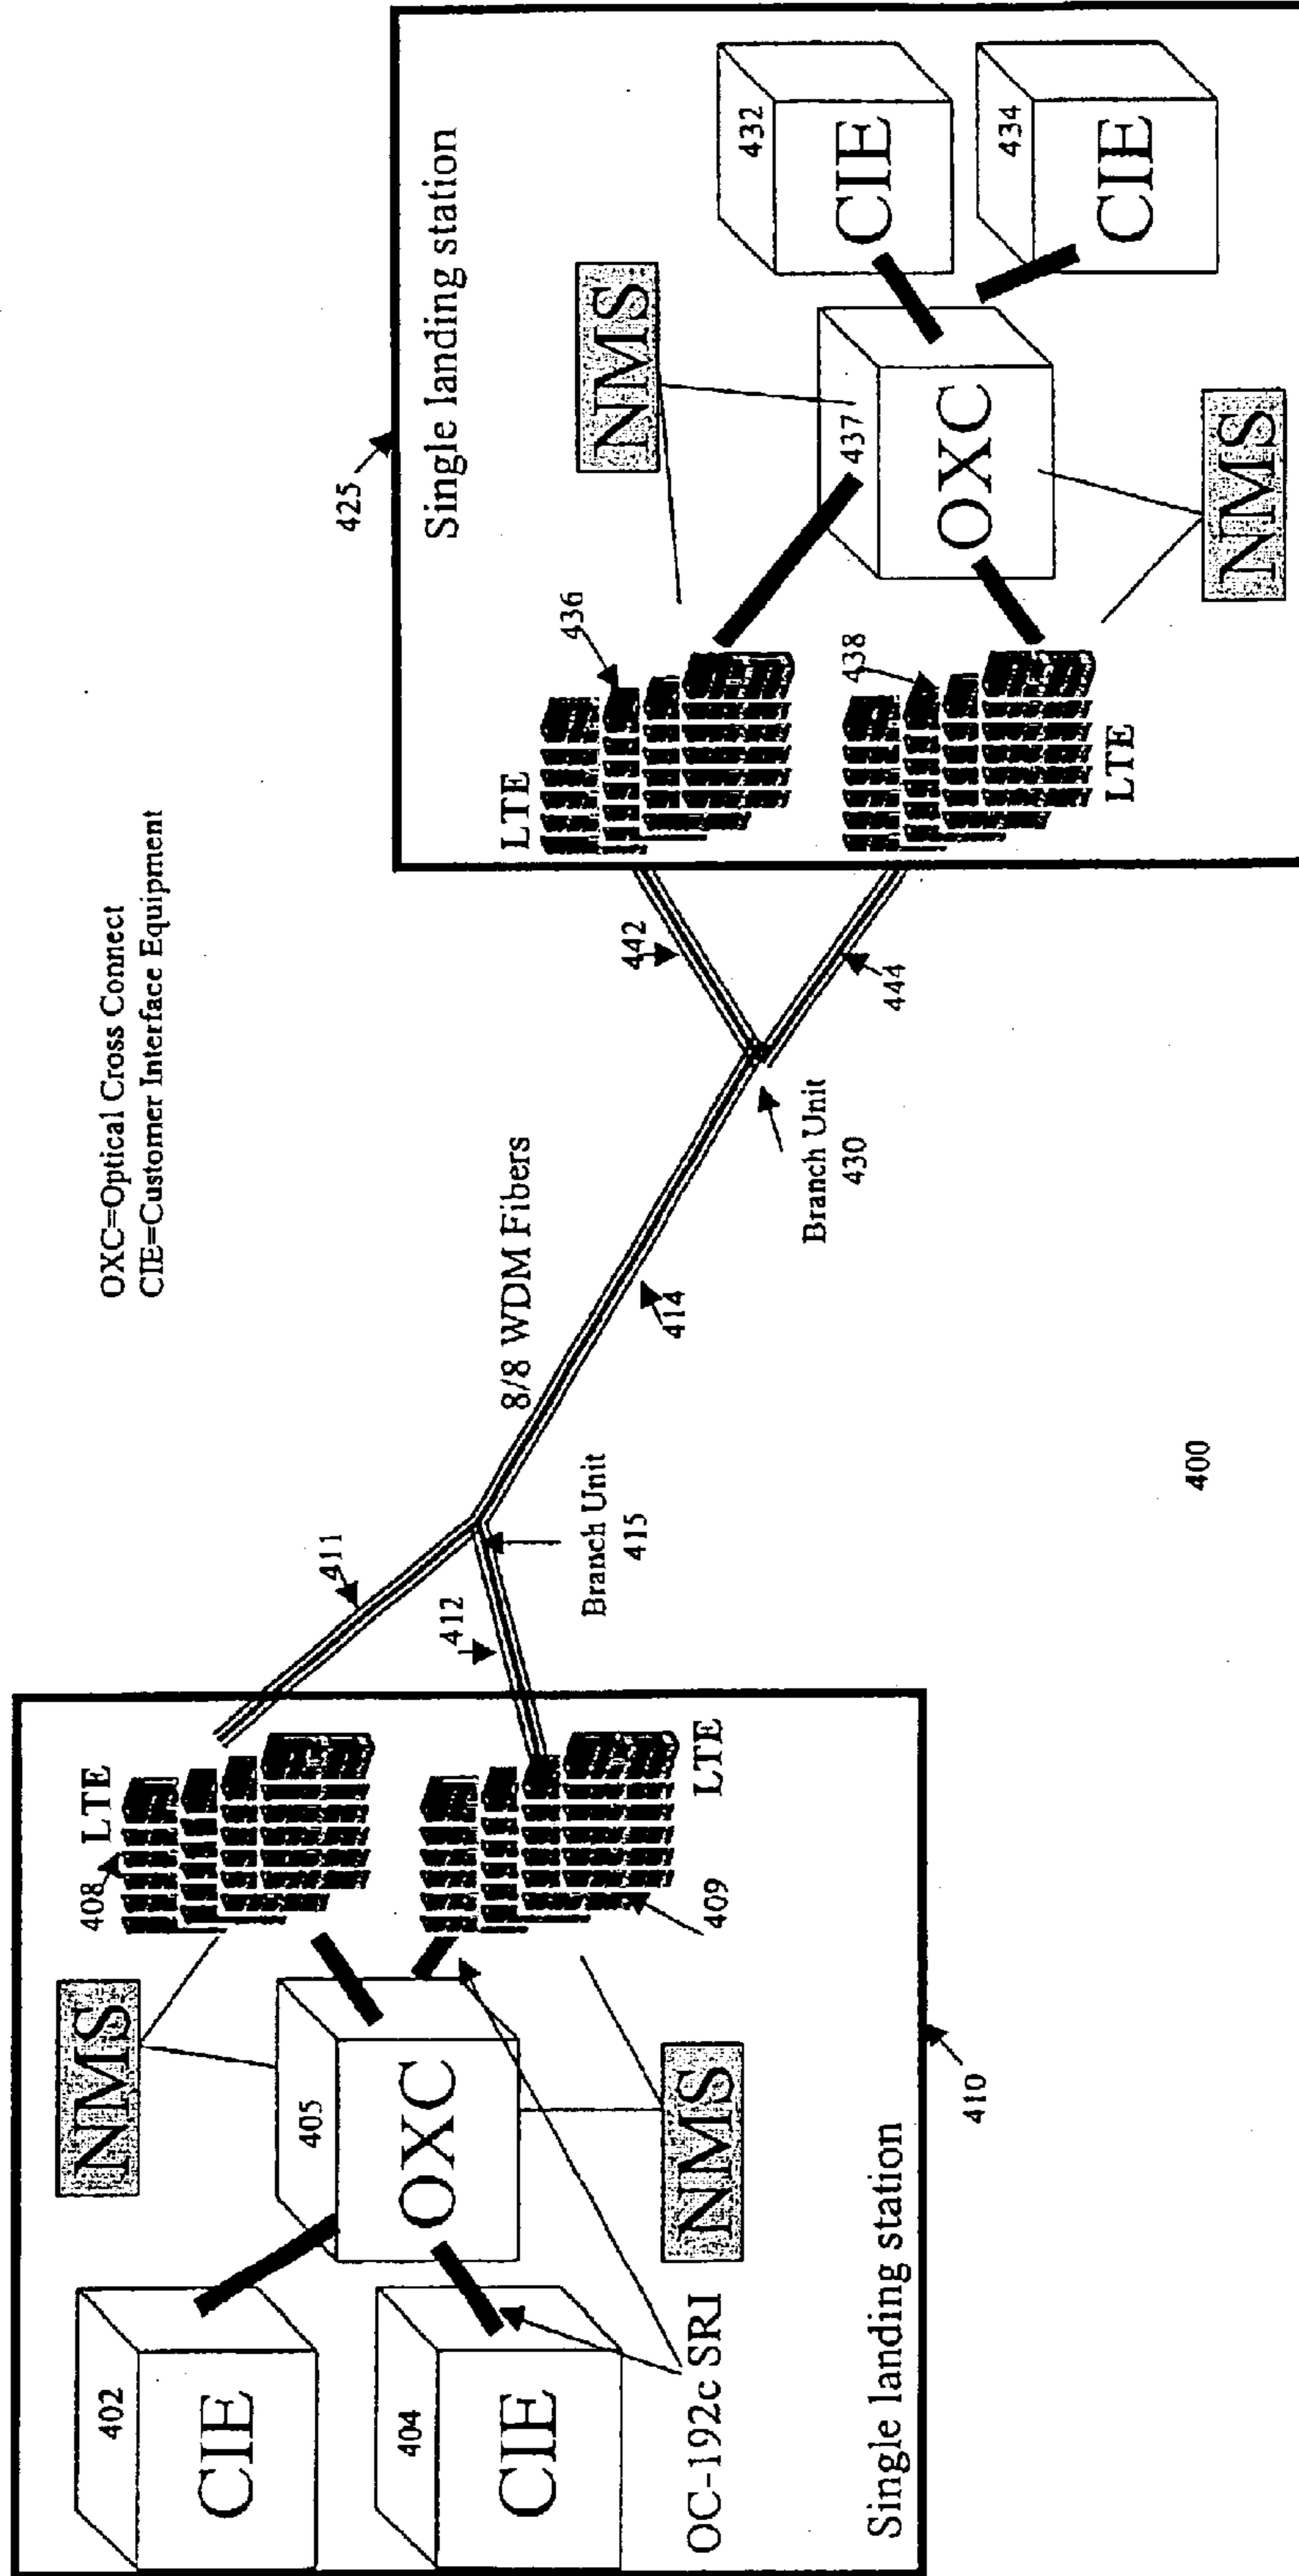 OXC=Optical Cross Connect
CIE=Customer Interface Equipment
402
CIE
404
CIE
NMS
405
OXC
NMS
OC-192c SRI
408
LTE
409
LTE
Single landing station
410
411
412
Branch Unit
415
8/8 WDM Fibers
414
Branch Unit
430
442
444
425
Single landing station
LTE
436
438
LTE
NMS
437
OXC
NMS
432
CIE
434
CIE
400